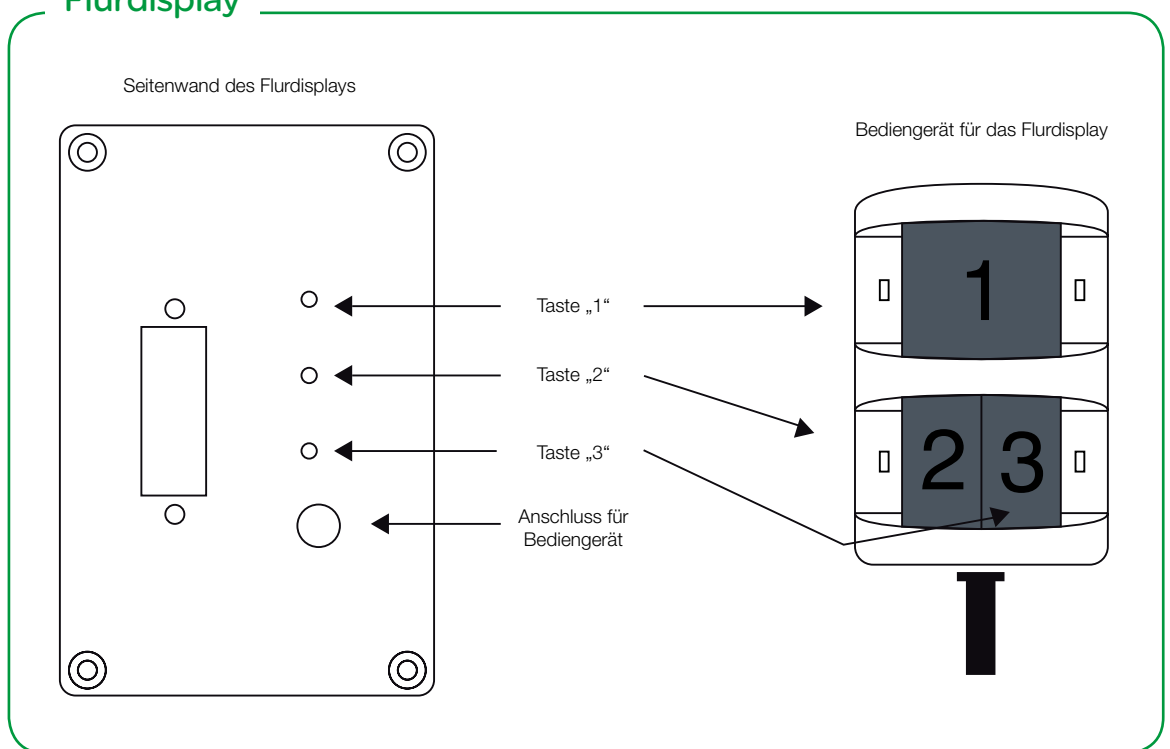 Flurdisplay
Seitenwand des Flurdisplays
Bediengerät für das Flurdisplay
Taste „1“
Taste „2“
Taste „3“
Anschluss für
Bediengerät
1
2 3